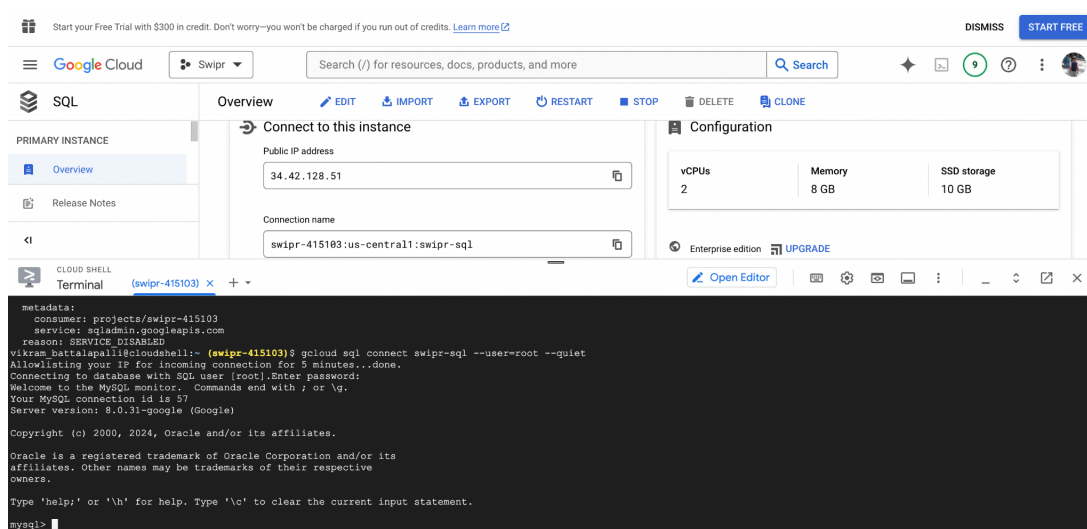 Start your Free Trial with $300 in credit. Don't worry—you won't be charged if you run out of credits. Learn more
DISMISS
START FREE
Google Cloud
Swipr
Search (/) for resources, docs, products, and more
Search
9
SQL
Overview
EDIT
IMPORT
EXPORT
RESTART
STOP
DELETE
CLONE
PRIMARY INSTANCE
Overview
Release Notes
Connect to this instance
Public IP address
34.42.128.51
Connection name
swipr-415103:us-central1:swipr-sql
Configuration
vCPUs
2
Memory
8 GB
SSD storage
10 GB
Enterprise edition
UPGRADE
CLOUD SHELL
Terminal
(swipr-415103)
Open Editor
metadata:
consumer: projects/swipr-415103
service: sqladmin.googleapis.com
reason: SERVICE_DISABLED
vikram_battalapalli@cloudshell:~ (swipr-415103)$ gcloud sql connect swipr-sql --user=root --quiet
Allowlisting your IP for incoming connection for 5 minutes...done.
Connecting to database with SQL user [root].Enter password:
Welcome to the MySQL monitor.  Commands end with ; or \g.
Your MySQL connection id is 57
Server version: 8.0.31-google (Google)
Copyright (c) 2000, 2024, Oracle and/or its affiliates.
Oracle is a registered trademark of Oracle Corporation and/or its
affiliates. Other names may be trademarks of their respective
owners.
Type 'help;' or '\h' for help. Type '\c' to clear the current input statement.
mysql>